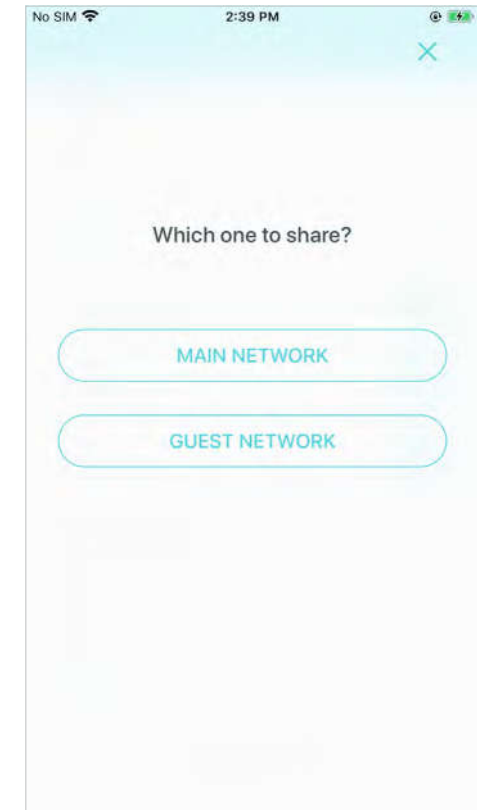 No SIM 2:39 PM
Which one to share?
MAIN NETWORK
GUEST NETWORK